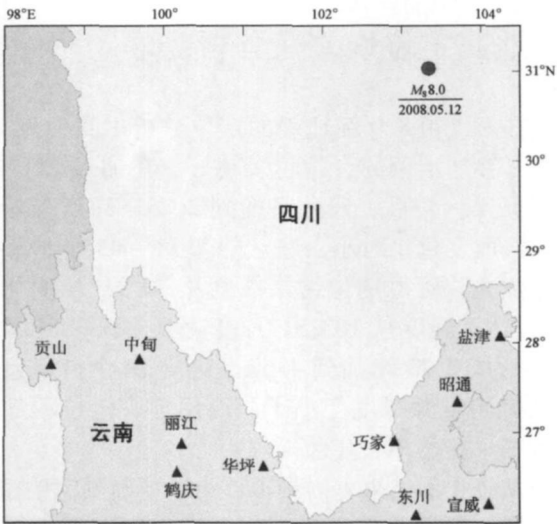 98°E
100°
102°
104°
31°N
Ms8.0
2008.05.12
30°
四川
29°
28°
盐津
贡山
中甸
昭通
丽江
云南
27°
巧家
华坪
鹤庆
东川
宣威